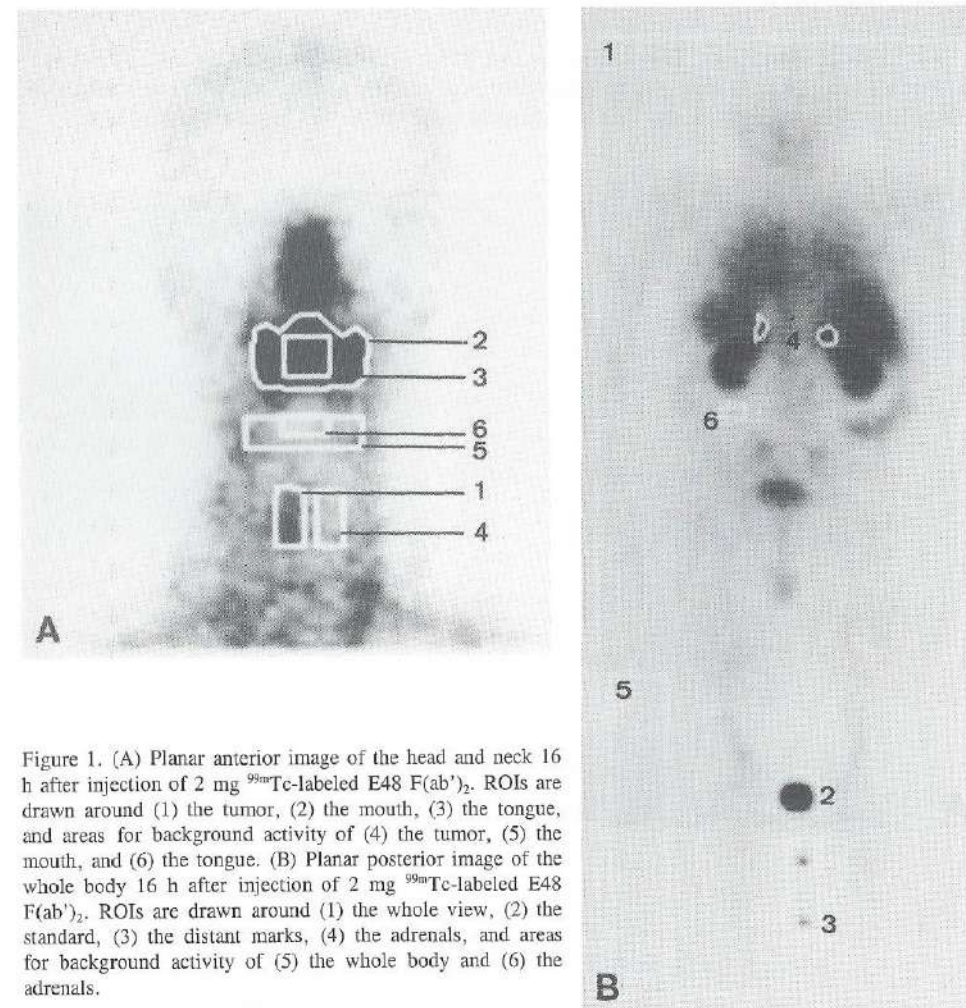 2
3
6
5
1
4
A
1
4
6
5
2
3
B
Figure 1. (A) Planar anterior image of the head and neck 16
h after injection of 2 mg ⁹⁹ᵐTc-labeled E48 F(ab')₂. ROIs are
drawn around (1) the tumor, (2) the mouth, (3) the tongue,
and areas for background activity of (4) the tumor, (5) the
mouth, and (6) the tongue. (B) Planar posterior image of the
whole body 16 h after injection of 2 mg ⁹⁹ᵐTc-labeled E48
F(ab')₂. ROIs are drawn around (1) the whole view, (2) the
standard, (3) the distant marks, (4) the adrenals, and areas
for background activity of (5) the whole body and (6) the
adrenals.